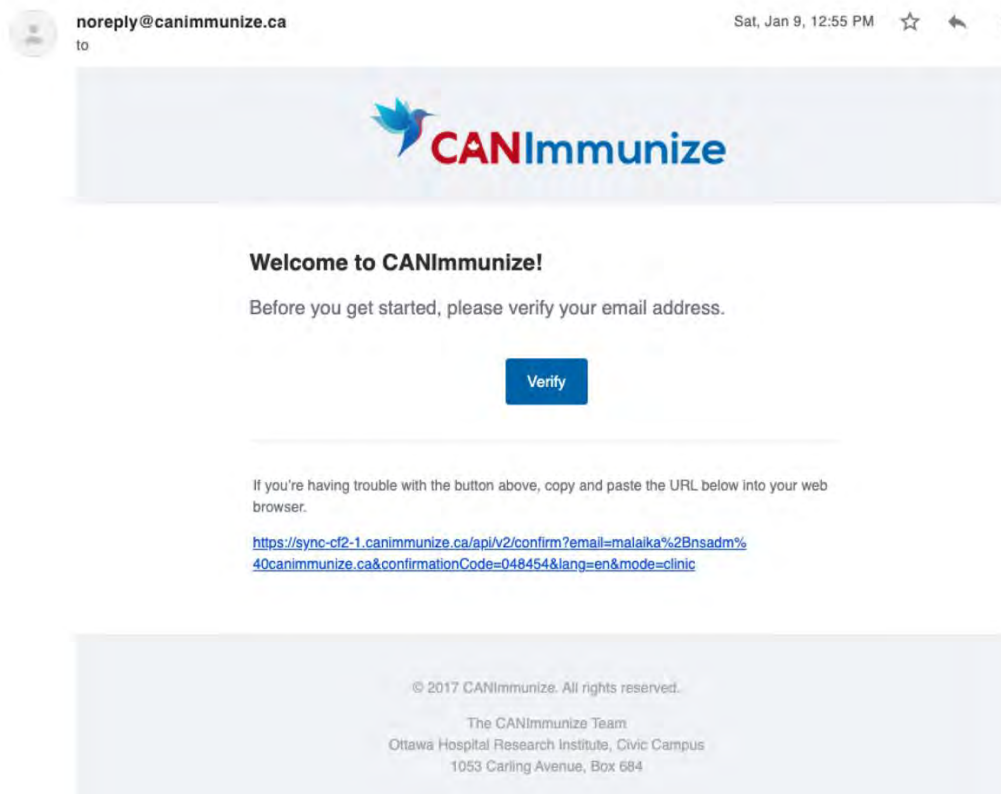 noreply@canimmunize.ca
Sat, Jan 9, 12:55 PM
to
CANImmunize
Welcome to CANImmunize!
Before you get started, please verify your email address.
Verify
If you're having trouble with the button above, copy and paste the URL below into your web
browser.
https://sync-cf2-1.canimmunize.ca/api/v2/confirm?email=malaika%2Bnsadm%
40canimmunize.ca&confirmationCode=048454&lang=en&mode=clinic
© 2017 CANImmunize. All rights reserved.
The CANImmunize Team
Ottawa Hospital Research Institute, Civic Campus
1053 Carling Avenue, Box 684